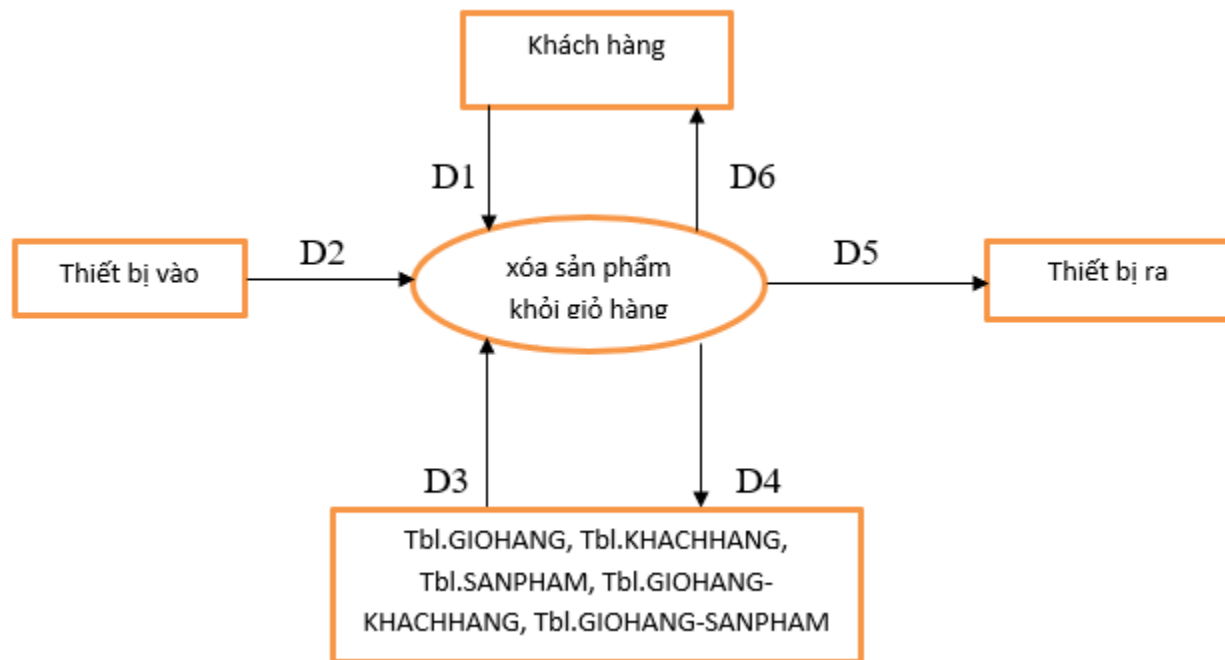 Khách hàng
D1
D6
Thiết bị vào
D2
xóa sản phẩm
khỏi giỏ hàng
D5
Thiết bị ra
D3
D4
Tbl.GIOHANG, Tbl.KHACHHANG,
Tbl.SANPHAM, Tbl.GIOHANG-
KHACHHANG, Tbl.GIOHANG-SANPHAM